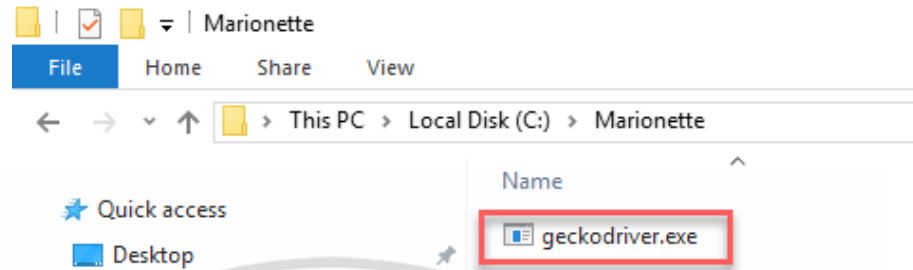 Marionette
File Home Share View
This PC > Local Disk (C:) > Marionette
Name
Quick access
geckodriver.exe
Desktop